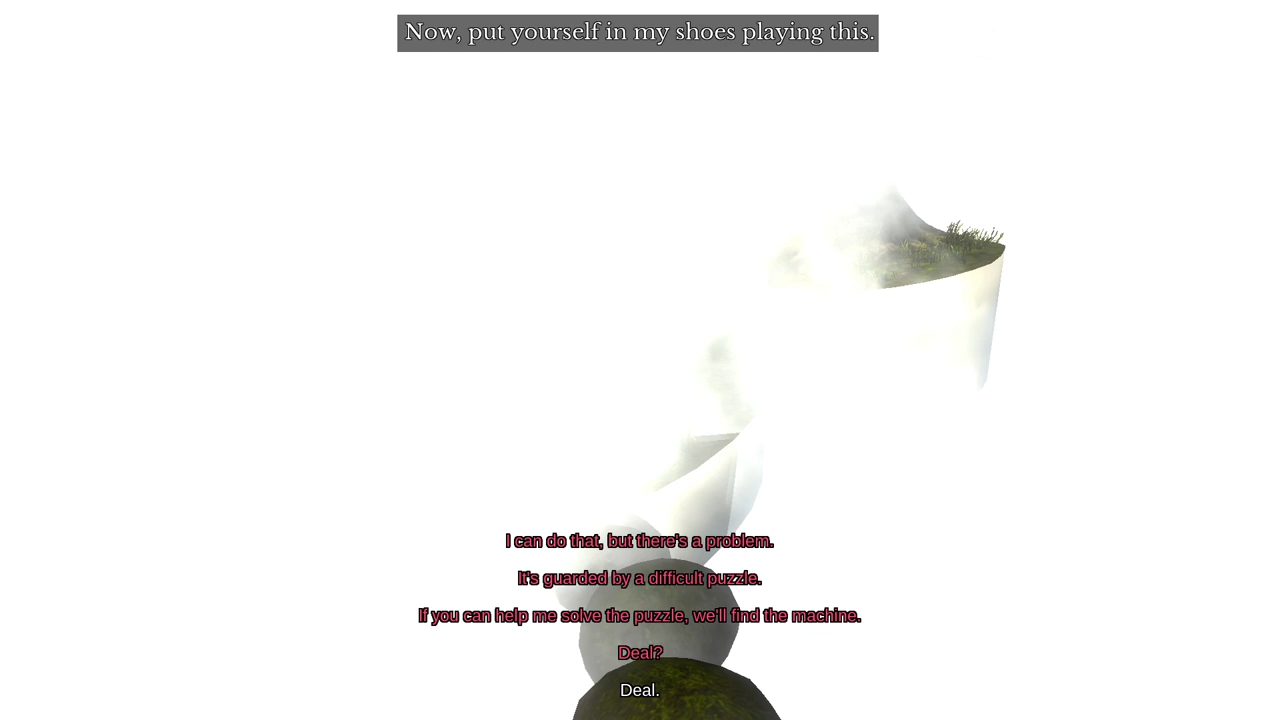 Now, put yourself in my shoes playing this.
I can do that, but there's a problem.
It's guarded by a difficult puzzle.
If you can help me solve the puzzle, we'll find the machine.
Deal?
Deal.